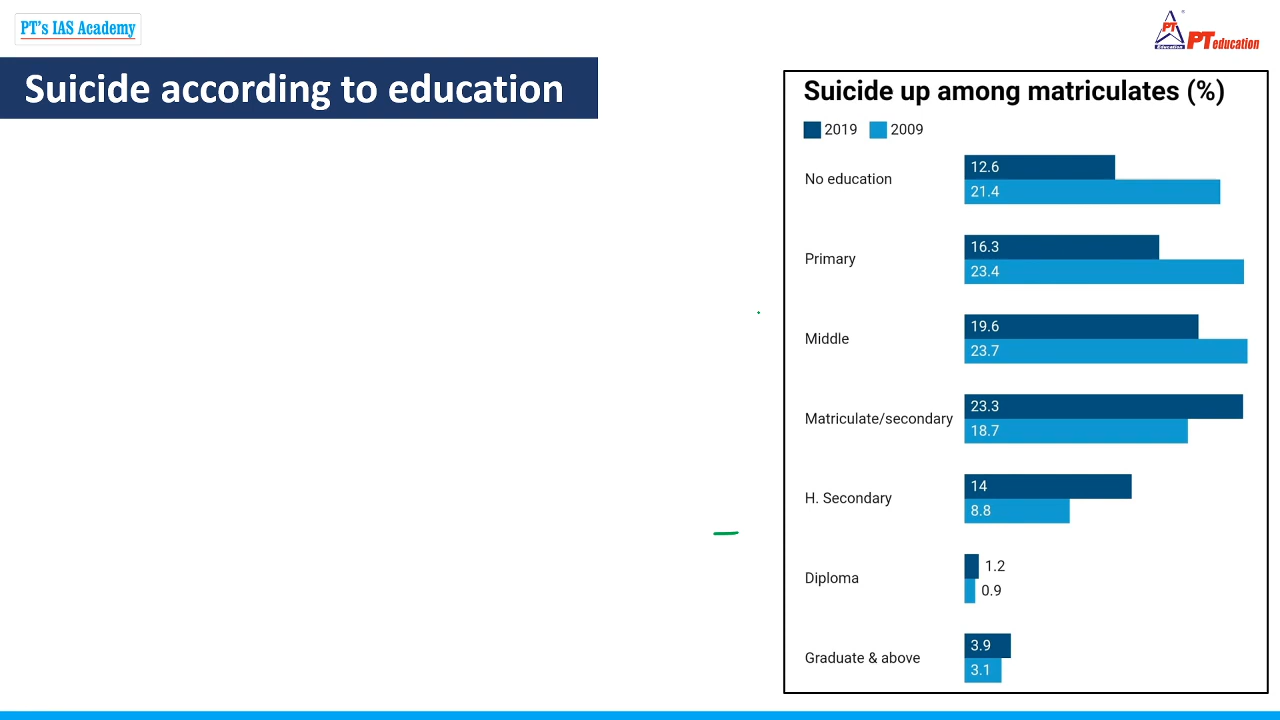 PT's IAS Academy
PT
Education
PT education
Suicide according to education
Suicide up among matriculates (%)
2019 2009
No education
12.6
21.4
Primary
16.3
23.4
Middle
19.6
23.7
Matriculate/secondary
23.3
18.7
H. Secondary
14
8.8
Diploma
1.2
0.9
Graduate & above
3.9
3.1